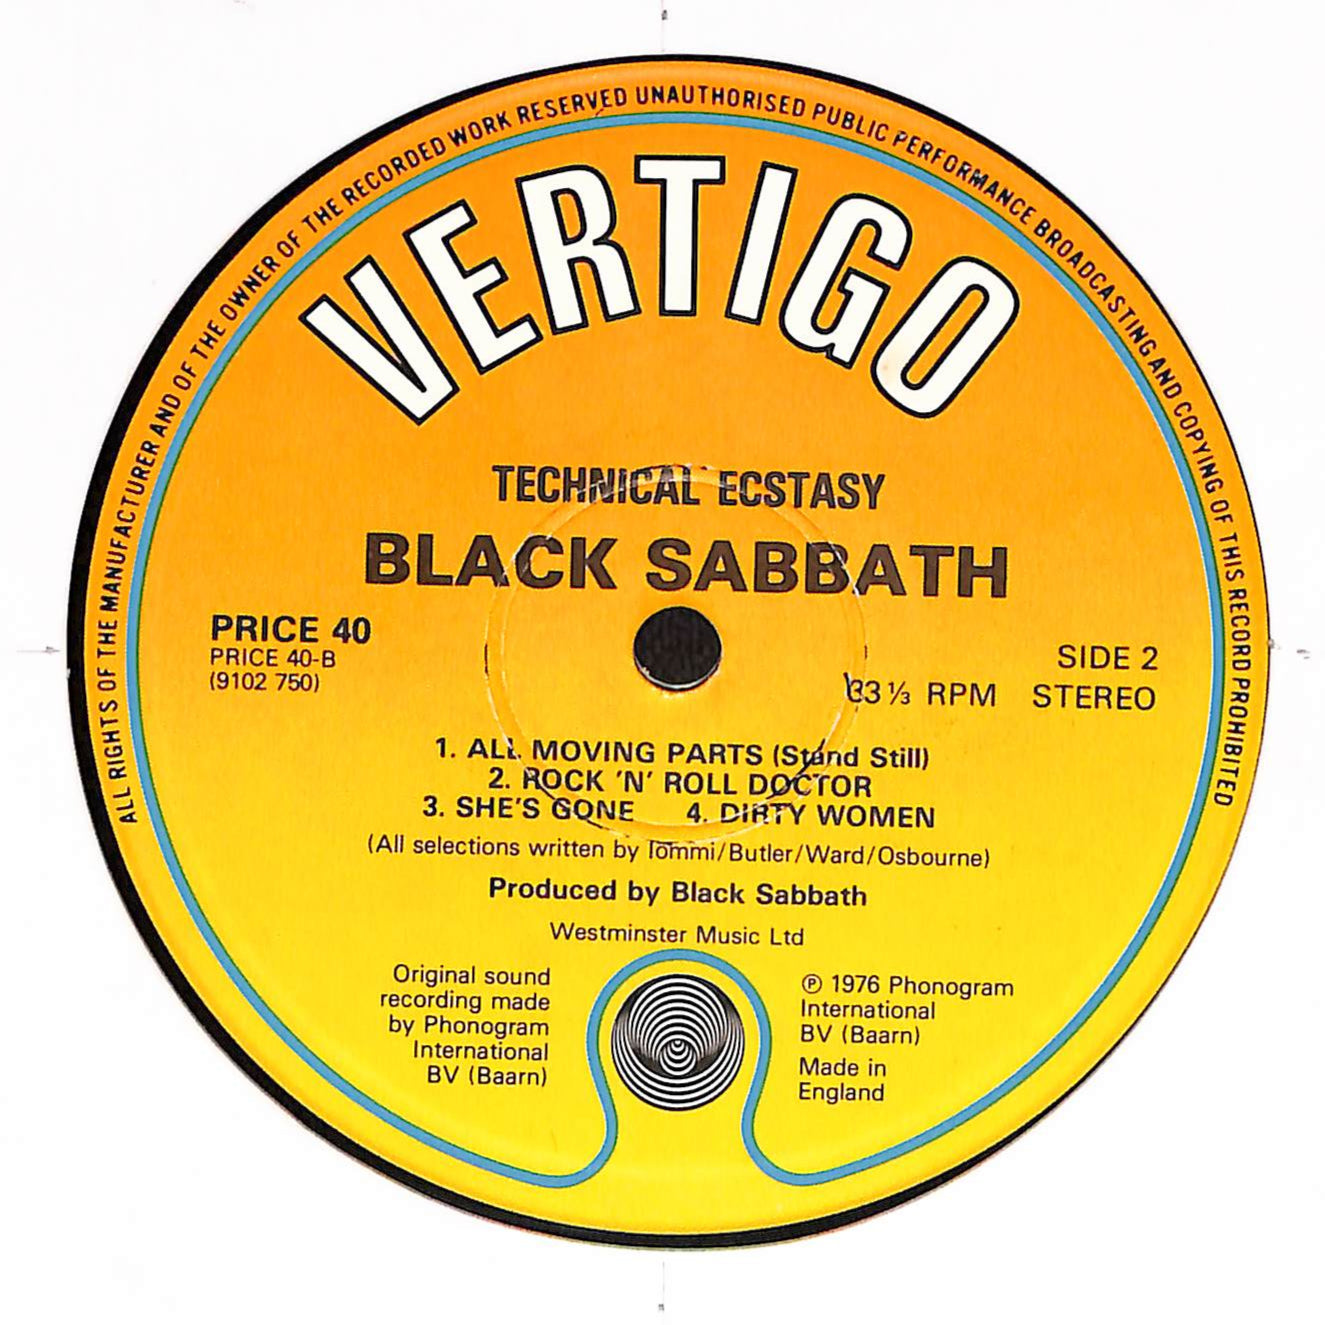 ALL RIGHTS OF THE MANUFACTURER AND OF THE OWNER OF THE RECORDED WORK RESERVED UNAUTHORISED PUBLIC PERFORMANCE BROADCASTING AND COPYING OF THIS RECORD PROHIBITED
VERTIGO
TECHNICAL ECSTASY
BLACK SABBATH
PRICE 40
PRICE 40-B
(9102 750)
SIDE 2
33 ⅓ RPM STEREO
1. ALL MOVING PARTS (Stand Still)
2. ROCK 'N' ROLL DOCTOR
3. SHE'S GONE 4. DIRTY WOMEN
(All selections written by Iommi/Butler/Ward/Osbourne)
Produced by Black Sabbath
Westminster Music Ltd
Original sound
recording made
by Phonogram
International
BV (Baarn)
℗ 1976 Phonogram
International
BV (Baarn)
Made in
England